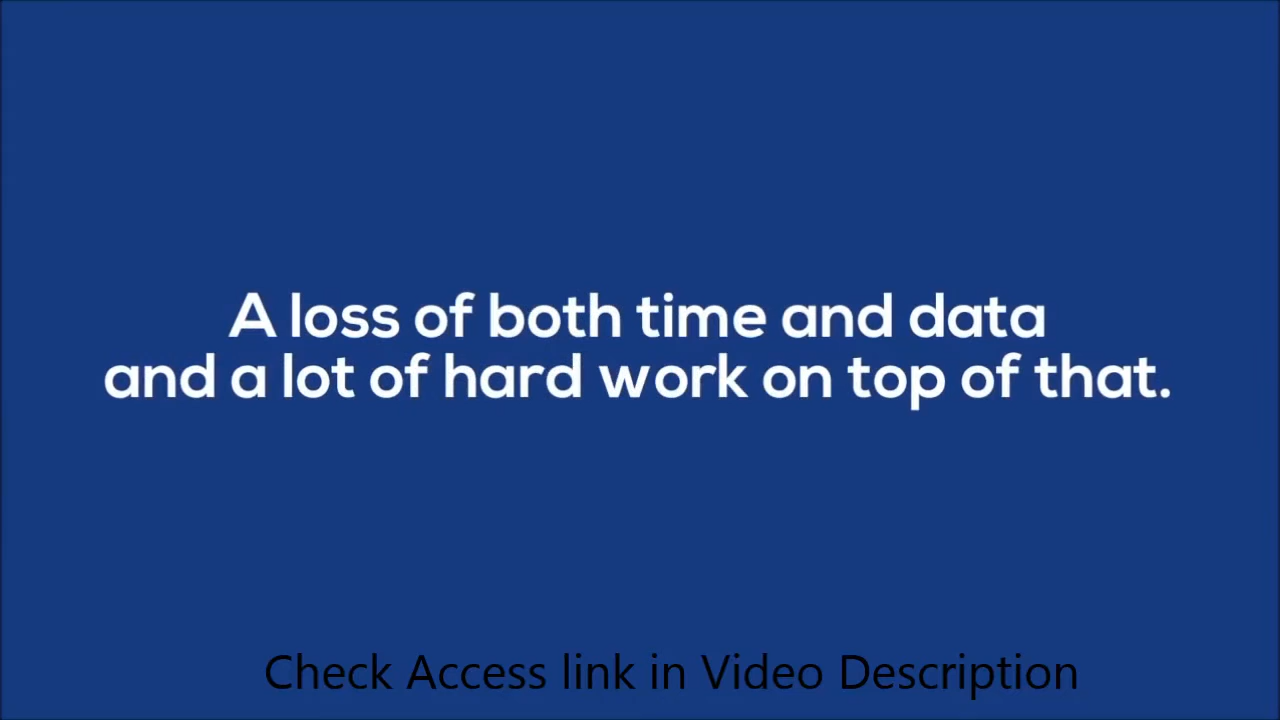 A loss of both time and data
and a lot of hard work on top of that.
Check Access link in Video Description